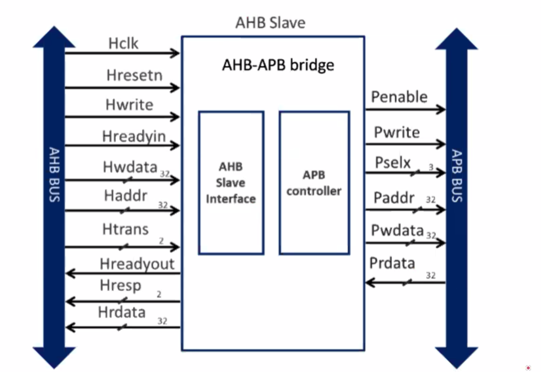 AHB Slave
AHB-APB bridge
AHB BUS
Hclk
Hresetn
Hwrite
Hreadyin
Hwdata 32
Haddr 32
Htrans 2
Hreadyout
Hresp 2
Hrdata 32
AHB
Slave
Interface
APB
controller
Penable
Pwrite
Pselx 3
Paddr 32
Pwdata 32
Prdata 32
APB BUS